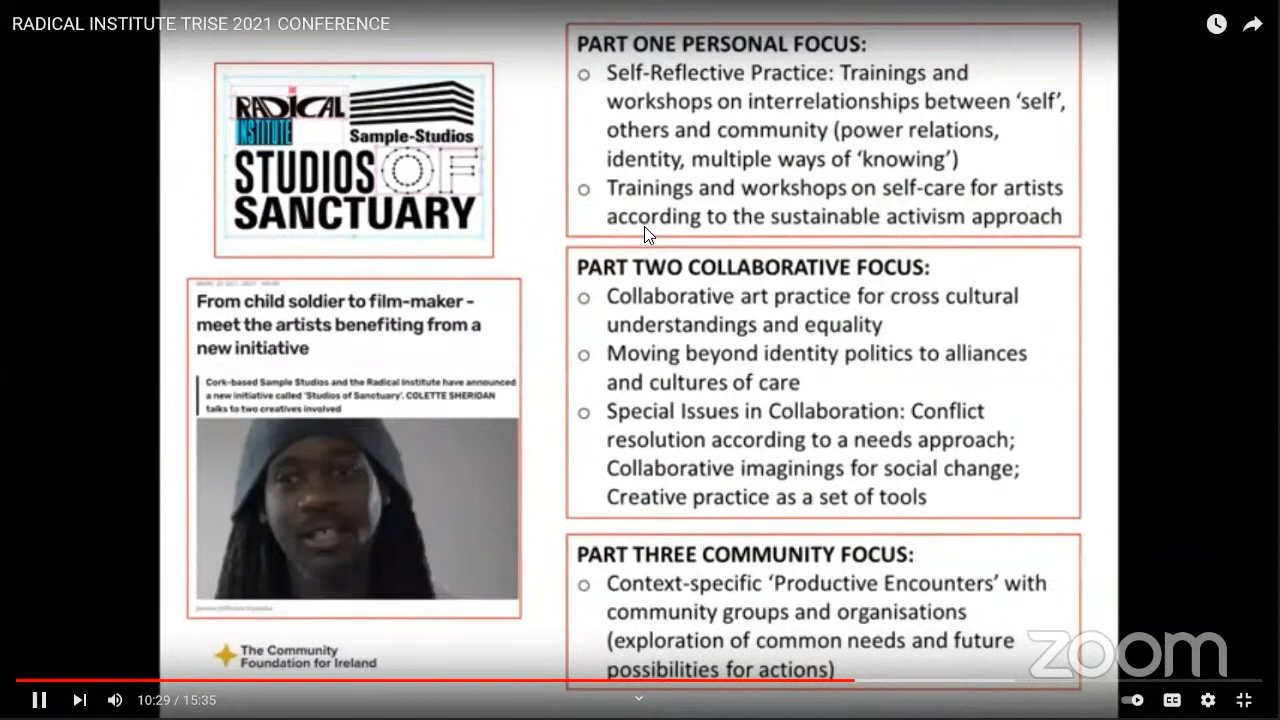 RADICAL INSTITUTE TRISE 2021 CONFERENCE
RADICAL
INSTITUTE
Sample-Studios
STUDIOS OF
SANCTUARY
From child soldier to film-maker -
meet the artists benefiting from a
new initiative
Cork-based Sample Studios and the Radical Institute have announced
a new initiative called 'Studios of Sanctuary'. COLETTE SHERIDAN
talks to two creatives involved
The Community
Foundation for Ireland
PART ONE PERSONAL FOCUS:
o Self-Reflective Practice: Trainings and
workshops on interrelationships between ‘self’,
others and community (power relations,
identity, multiple ways of ‘knowing’)
o Trainings and workshops on self-care for artists
according to the sustainable activism approach
PART TWO COLLABORATIVE FOCUS:
o Collaborative art practice for cross cultural
understandings and equality
o Moving beyond identity politics to alliances
and cultures of care
o Special Issues in Collaboration: Conflict
resolution according to a needs approach;
Collaborative imaginings for social change;
Creative practice as a set of tools
PART THREE COMMUNITY FOCUS:
o Context-specific ‘Productive Encounters’ with
community groups and organisations
(exploration of common needs and future
possibilities for actions)
zoom
10:29 / 15:35
CC